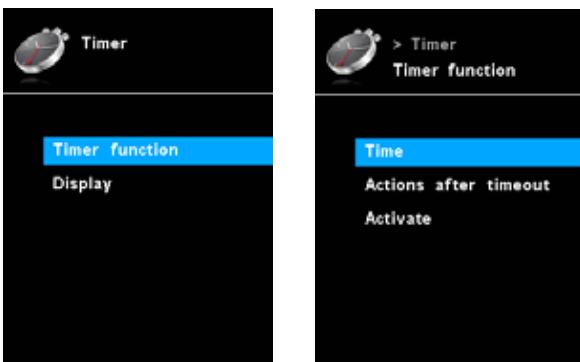 Timer
Timer function
Display
> Timer
Timer function
Time
Actions after timeout
Activate